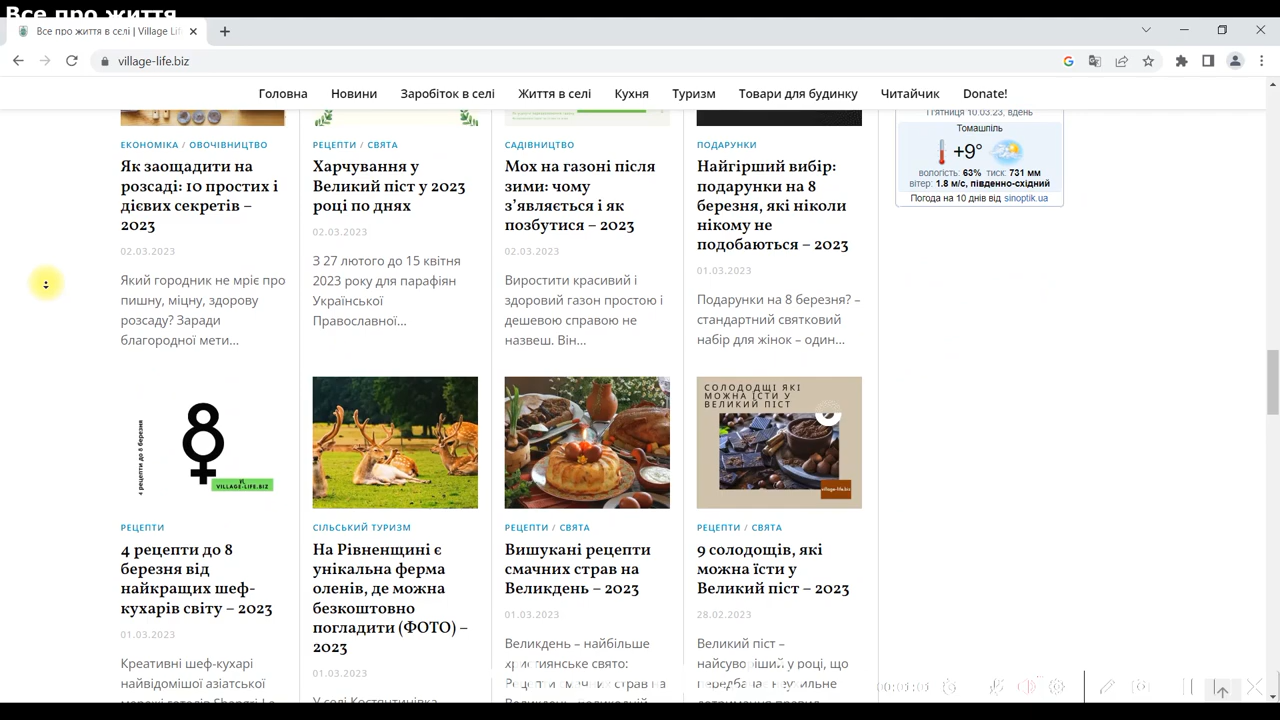 Все про життя
Все про життя в селі | Village Lif
village-life.biz
Головна
Новини
Заробіток в селі
Життя в селі
Кухня
Туризм
Товари для будинку
Читайчик
Donate!
П'ятниця 10.03.23, вдень
Томашпіль
+9°
вологість: 63% тиск: 731 мм
вітер: 1.8 м/с, південно-східний
Погода на 10 днів від sinoptik.ua
ЕКОНОМІКА / ОВОЧІВНИЦТВО
Як заощадити на
розсаді: 10 простих і
дієвих секретів –
2023
02.03.2023
Який городник не мріє про
пишну, міцну, здорову
розсаду? Заради
благородної мети...
РЕЦЕПТИ / СВЯТА
Харчування у
Великий піст у 2023
році по днях
02.03.2023
З 27 лютого до 15 квітня
2023 року для парафіян
Української
Православної...
САДІВНИЦТВО
Мох на газоні після
зими: чому
з’являється і як
позбутися – 2023
02.03.2023
Виростити красивий і
здоровий газон простою і
дешевою справою не
назвеш. Він...
ПОДАРУНКИ
Найгірший вибір:
подарунки на 8
березня, які ніколи
нікому не
подобаються – 2023
01.03.2023
Подарунки на 8 березня? –
стандартний святковий
набір для жінок – один...
4 рецепти до 8 березня
8
VILLAGE-LIFE.BIZ
РЕЦЕПТИ
4 рецепти до 8
березня від
найкращих шеф-
кухарів світу – 2023
01.03.2023
Креативні шеф-кухарі
найвідомішої азіатської
СІЛЬСЬКИЙ ТУРИЗМ
На Рівненщині є
унікальна ферма
оленів, де можна
безкоштовно
погладити (ФОТО) –
2023
01.03.2023
У селі Костянтинівка
РЕЦЕПТИ / СВЯТА
Вишукані рецепти
смачних страв на
Великдень – 2023
01.03.2023
Великдень – найбільше
християнське свято:
СОЛОДОЩІ ЯКІ
МОЖНА ЇСТИ У
ВЕЛИКИЙ ПІСТ
village-life.biz
РЕЦЕПТИ / СВЯТА
9 солодощів, які
можна їсти у
Великий піст – 2023
28.02.2023
Великий піст –
найсуворіший у році, що